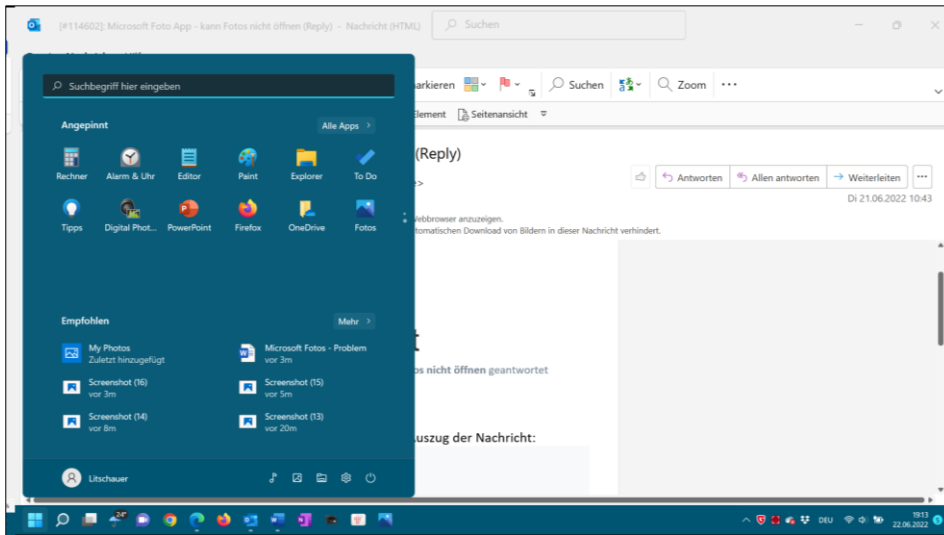 [#114602]: Microsoft Foto App - kann Fotos nicht öffnen (Reply) - Nachricht (HTML)
Suchen
Suchbegriff hier eingeben
arkieren
Suchen
Zoom
Element
Seitenansicht
Angepinnt
Alle Apps >
Rechner
Alarm & Uhr
Editor
Paint
Explorer
To Do
Tipps
Digital Phot...
PowerPoint
Firefox
OneDrive
Fotos
(Reply)
Antworten
Allen antworten
Weiterleiten
Di 21.06.2022 10:43
Webbrowser anzuzeigen.
tomatischen Download von Bildern in dieser Nachricht verhindert.
Empfohlen
Mehr >
My Photos
Zuletzt hinzugefügt
Microsoft Fotos - Problem
vor 3m
Screenshot (16)
vor 3m
Screenshot (15)
vor 5m
Screenshot (14)
vor 8m
Screenshot (13)
vor 20m
os nicht öffnen geantwortet
Auszug der Nachricht:
Litschauer
24°
DEU
19:13
22.06.2022